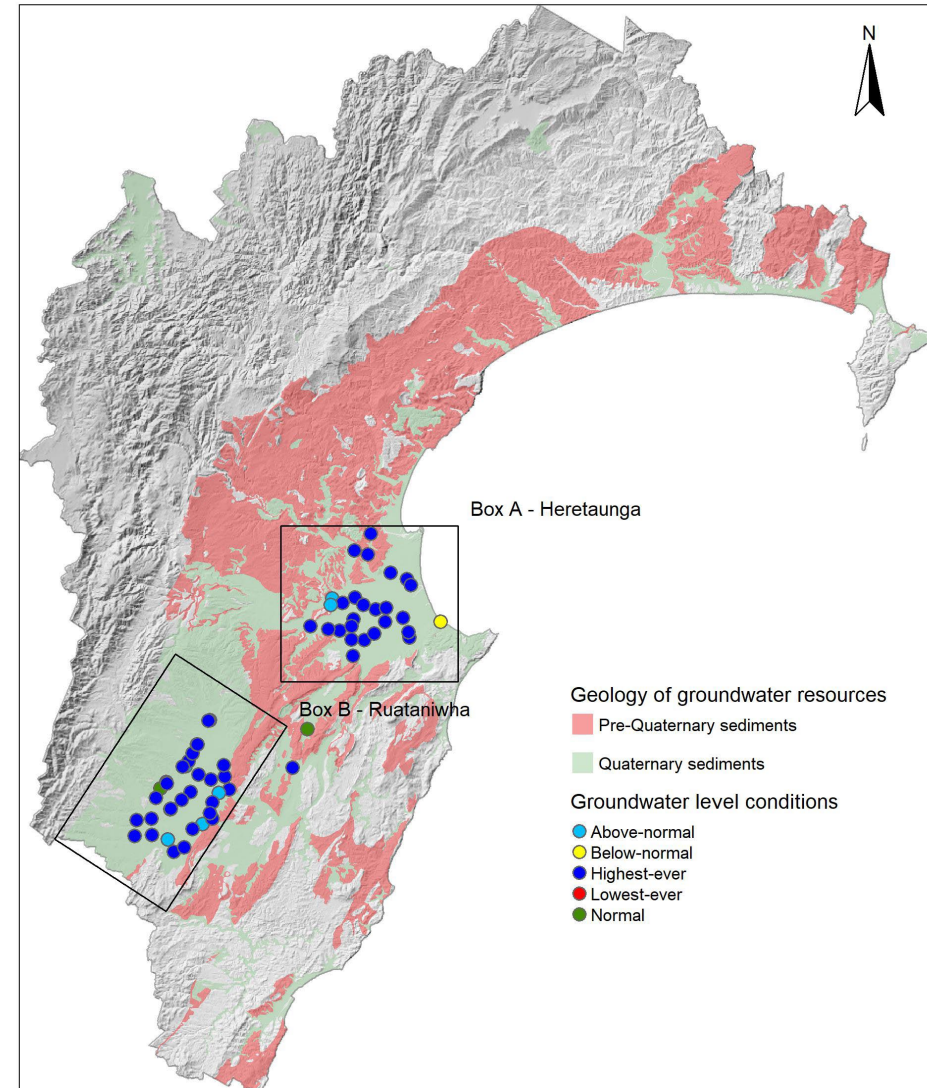 N
Box A - Heretaunga
Box B - Ruataniwha
Geology of groundwater resources
Pre-Quaternary sediments
Quaternary sediments
Groundwater level conditions
Above-normal
Below-normal
Highest-ever
Lowest-ever
Normal